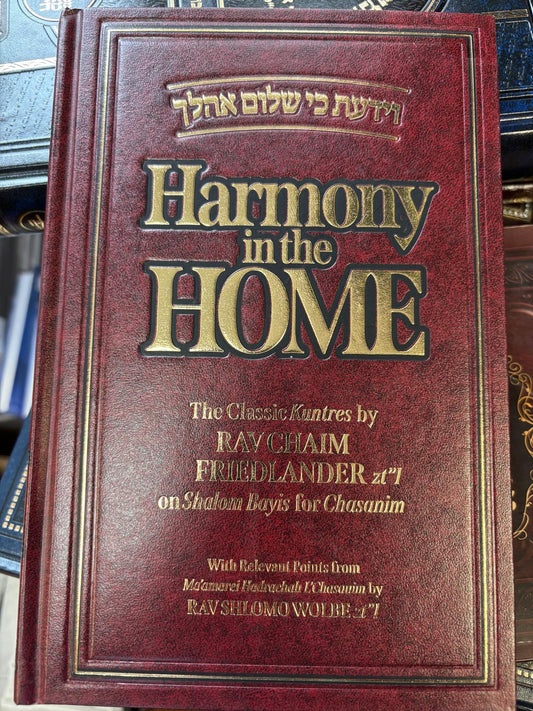 וידעת כי שלום אהלך
Harmony
in the
HOME
The Classic Kuntres by
RAV CHAIM
FRIEDLANDER zt"l
on Shalom Bayis for Chasanim
With Relevant Points from
Ma'amarei Hadrachah L'Chasanim by
RAV SHLOMO WOLBE zt"l